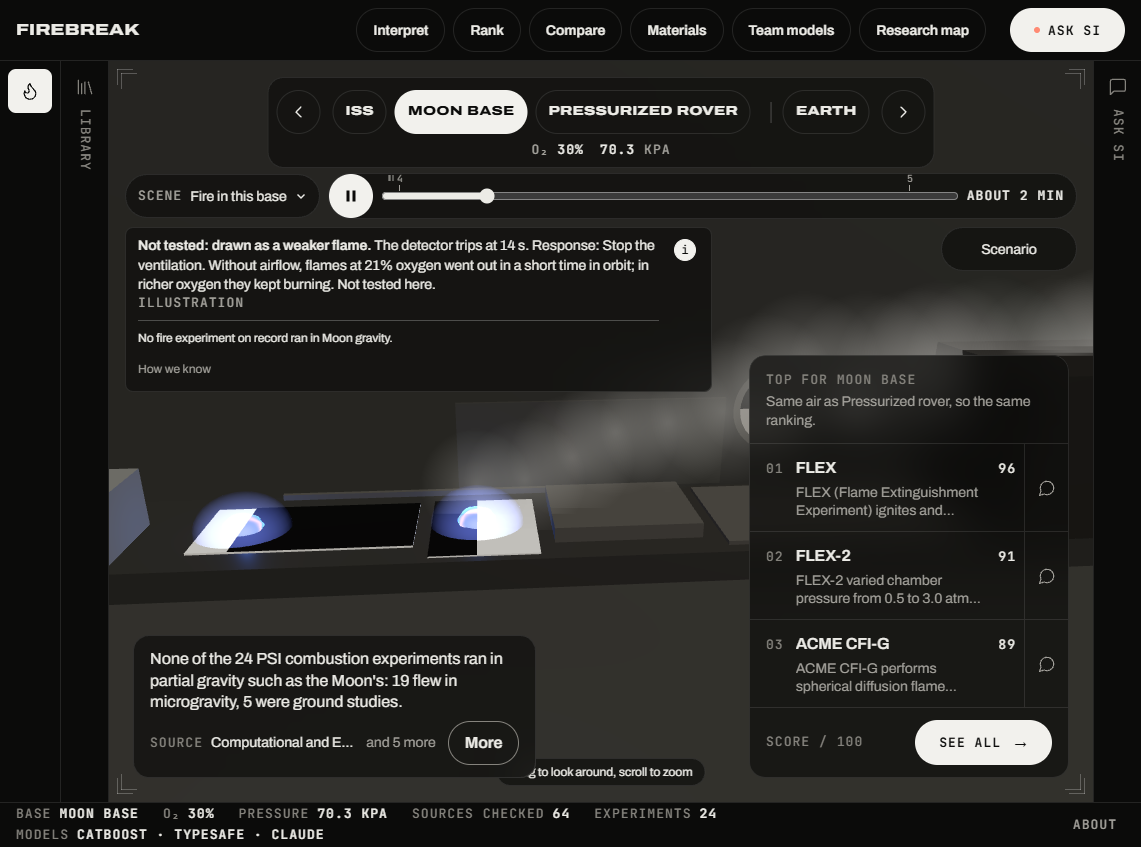 FIREBREAK
Interpret
Rank
Compare
Materials
Team models
Research map
ASK SI
LIBRARY
ISS
MOON BASE
PRESSURIZED ROVER
EARTH
O₂ 30% 70.3 KPA
SCENE Fire in this base
4
5
ABOUT 2 MIN
Not tested: drawn as a weaker flame. The detector trips at 14 s. Response: Stop the
ventilation. Without airflow, flames at 21% oxygen went out in a short time in orbit; in
richer oxygen they kept burning. Not tested here.
ILLUSTRATION
No fire experiment on record ran in Moon gravity.
How we know
i
Scenario
ASK SI
TOP FOR MOON BASE
Same air as Pressurized rover, so the same
ranking.
01 FLEX 96
FLEX (Flame Extinguishment
Experiment) ignites and...
02 FLEX-2 91
FLEX-2 varied chamber
pressure from 0.5 to 3.0 atm...
03 ACME CFI-G 89
ACME CFI-G performs
spherical diffusion flame...
SCORE / 100
SEE ALL →
None of the 24 PSI combustion experiments ran in
partial gravity such as the Moon's: 19 flew in
microgravity, 5 were ground studies.
SOURCE Computational and E... and 5 more
More
to look around, scroll to zoom
BASE MOON BASE O₂ 30% PRESSURE 70.3 KPA SOURCES CHECKED 64 EXPERIMENTS 24
MODELS CATBOOST · TYPESAFE · CLAUDE
ABOUT